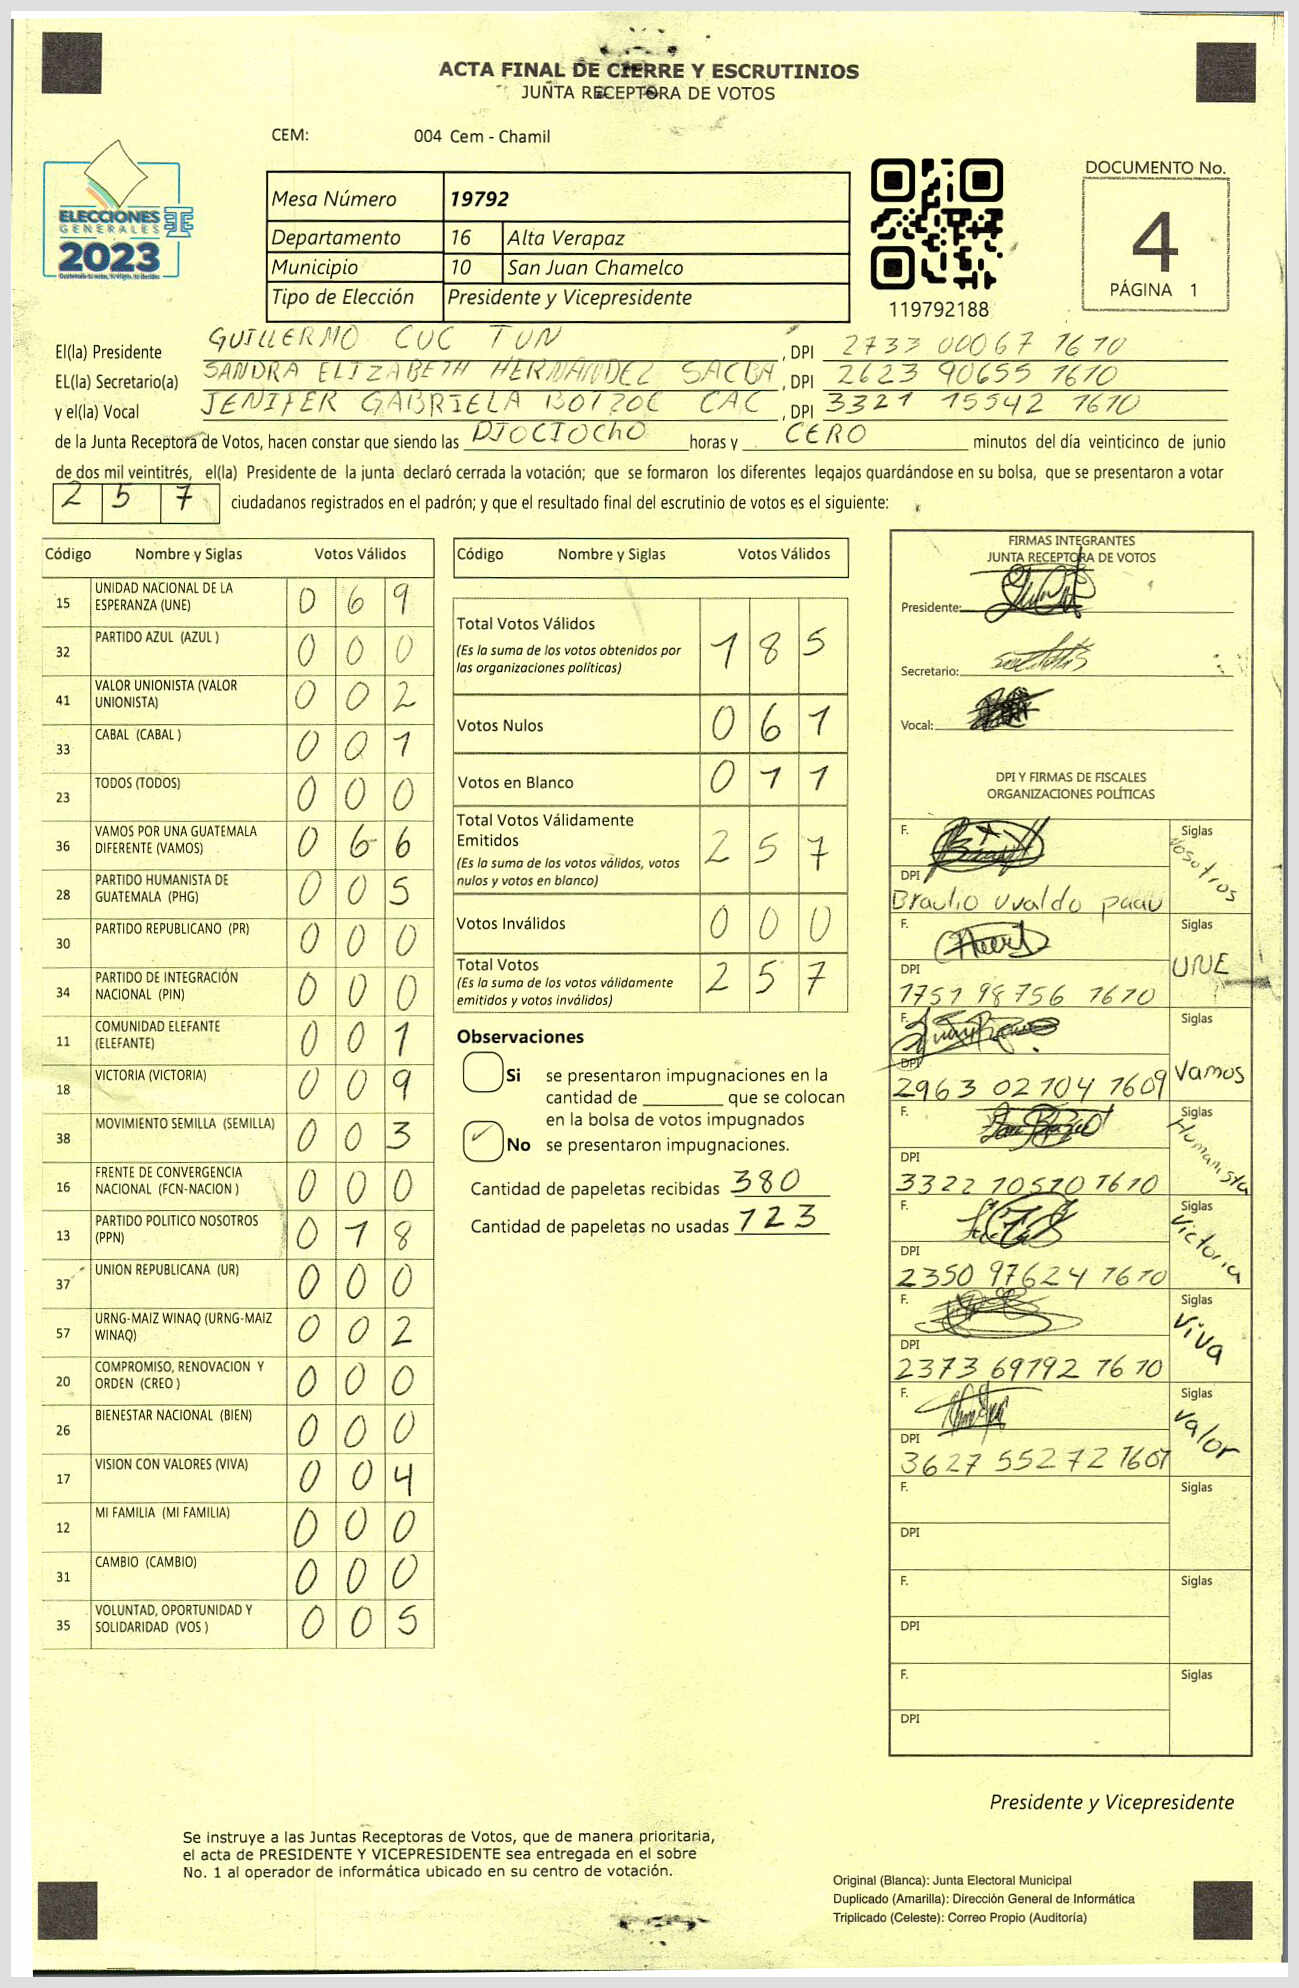 ACTA FINAL DE CIERRE Y ESCRUTINIOS
JUNTA RECEPTORA DE VOTOS
CEM: 004 Cem - Chamil
ELECCIONES
GENERALES
2023
Mesa Número 19792
Departamento 16 Alta Verapaz
Municipio 10 San Juan Chamelco
Tipo de Elección Presidente y Vicepresidente
119792188
DOCUMENTO No.
4
PÁGINA 1
El(la) Presidente GUILLERMO CUC TUN, DPI 2733 00067 1610
EL(la) Secretario(a) SANDRA ELIZABETH HERNANDEZ SACBA, DPI 2623 90655 1610
y el(la) Vocal JENIFER GABRIELA BOTZOC CAC, DPI 3321 15542 1610
de la Junta Receptora de Votos, hacen constar que siendo las DIOCIOCHO horas y CERO minutos del día veinticinco de junio
de dos mil veintitrés, el(la) Presidente de la junta declaró cerrada la votación; que se formaron los diferentes legajos quardándose en su bolsa, que se presentaron a votar
2 5 7 ciudadanos registrados en el padrón; y que el resultado final del escrutinio de votos es el siguiente:
Código Nombre y Siglas Votos Válidos
15 UNIDAD NACIONAL DE LA ESPERANZA (UNE) 0 6 9
32 PARTIDO AZUL (AZUL ) 0 0 0
41 VALOR UNIONISTA (VALOR UNIONISTA) 0 0 2
33 CABAL (CABAL ) 0 0 1
23 TODOS (TODOS) 0 0 0
36 VAMOS POR UNA GUATEMALA DIFERENTE (VAMOS) 0 6 6
28 PARTIDO HUMANISTA DE GUATEMALA (PHG) 0 0 5
30 PARTIDO REPUBLICANO (PR) 0 0 0
34 PARTIDO DE INTEGRACIÓN NACIONAL (PIN) 0 0 0
11 COMUNIDAD ELEFANTE (ELEFANTE) 0 0 1
18 VICTORIA (VICTORIA) 0 0 9
38 MOVIMIENTO SEMILLA (SEMILLA) 0 0 3
16 FRENTE DE CONVERGENCIA NACIONAL (FCN-NACION ) 0 0 0
13 PARTIDO POLITICO NOSOTROS (PPN) 0 1 8
37 UNION REPUBLICANA (UR) 0 0 0
57 URNG-MAIZ WINAQ (URNG-MAIZ WINAQ) 0 0 2
20 COMPROMISO, RENOVACION Y ORDEN (CREO ) 0 0 0
26 BIENESTAR NACIONAL (BIEN) 0 0 0
17 VISION CON VALORES (VIVA) 0 0 4
12 MI FAMILIA (MI FAMILIA) 0 0 0
31 CAMBIO (CAMBIO) 0 0 0
35 VOLUNTAD, OPORTUNIDAD Y SOLIDARIDAD (VOS ) 0 0 5
Código Nombre y Siglas Votos Válidos
Total Votos Válidos 1 8 5
(Es la suma de los votos obtenidos por
las organizaciones políticas)
Votos Nulos 0 6 1
Votos en Blanco 0 1 1
Total Votos Válidamente
Emitidos 2 5 7
(Es la suma de los votos válidos, votos
nulos y votos en blanco)
Votos Inválidos 0 0 0
Total Votos 2 5 7
(Es la suma de los votos válidamente
emitidos y votos inválidos)
Observaciones
Si se presentaron impugnaciones en la
cantidad de ________ que se colocan
en la bolsa de votos impugnados
✓ No se presentaron impugnaciones.
Cantidad de papeletas recibidas 380
Cantidad de papeletas no usadas 123
FIRMAS INTEGRANTES
JUNTA RECEPTORA DE VOTOS
Presidente:
Secretario:
Vocal:
DPI Y FIRMAS DE FISCALES
ORGANIZACIONES POLÍTICAS
F. Siglas Nosotros
DPI
Braulio Uvaldo paau
F. Siglas UNE
DPI
1751 98756 1610
F. Siglas Vamos
DPI
2963 02104 1609
F. Siglas Humanista
DPI
3322 10510 1610
F. Siglas Victoria
DPI
2350 97624 1610
F. Siglas Viva
DPI
2373 69792 1610
F. Siglas Valor
DPI
3627 55272 1607
F. Siglas
DPI
F. Siglas
DPI
F. Siglas
DPI
Presidente y Vicepresidente
Se instruye a las Juntas Receptoras de Votos, que de manera prioritaria,
el acta de PRESIDENTE Y VICEPRESIDENTE sea entregada en el sobre
No. 1 al operador de informática ubicado en su centro de votación.
Original (Blanca): Junta Electoral Municipal
Duplicado (Amarilla): Dirección General de Informática
Triplicado (Celeste): Correo Propio (Auditoría)